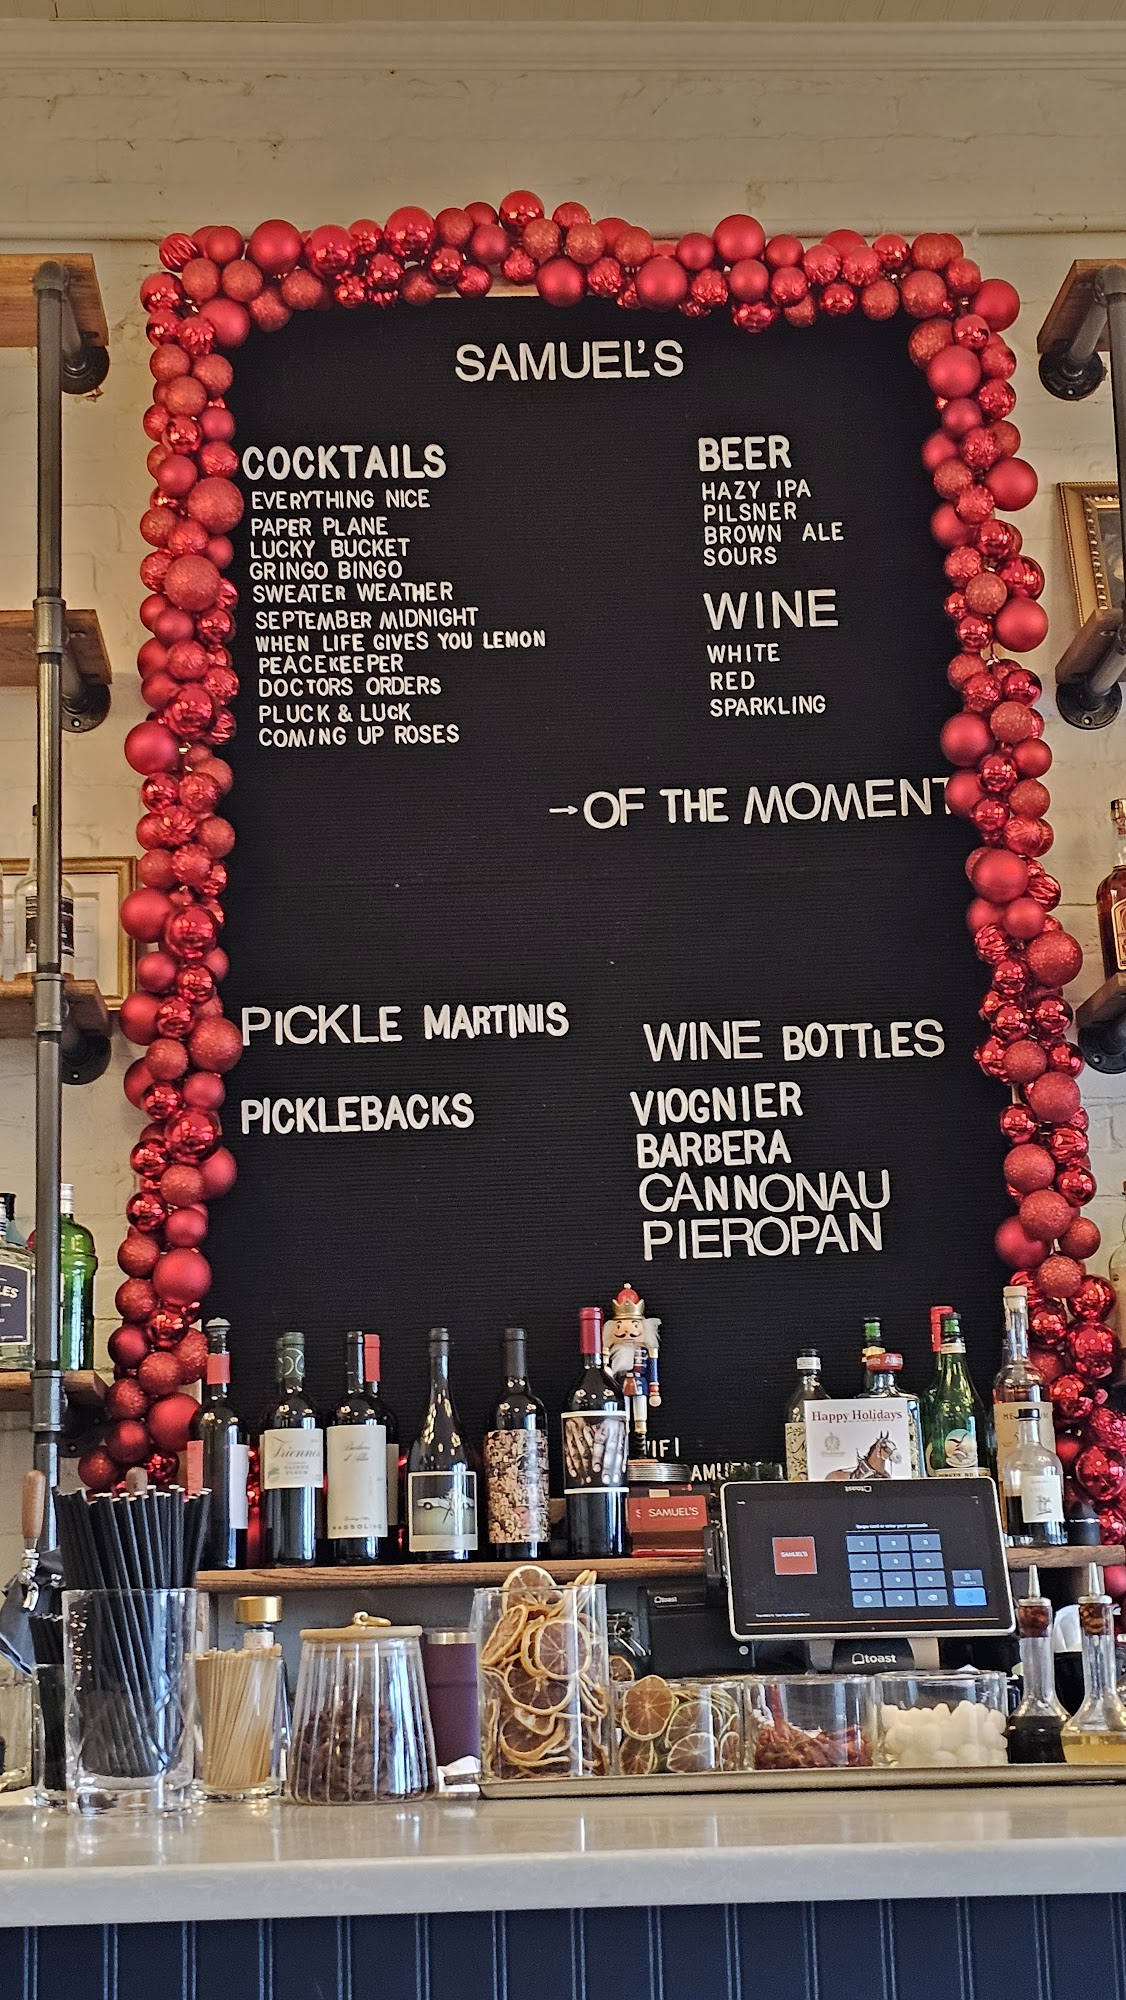 SAMUEL'S
COCKTAILS
EVERYTHING NICE
PAPER PLANE
LUCKY BUCKET
GRINGO BINGO
SWEATER WEATHER
SEPTEMBER MIDNIGHT
WHEN LIFE GIVES YOU LEMON
PEACEKEEPER
DOCTORS ORDERS
PLUCK & LUCK
COMING UP ROSES
BEER
HAZY IPA
PILSNER
BROWN ALE
SOURS
WINE
WHITE
RED
SPARKLING
→OF THE MOMENT
PICKLE MARTINIS
PICKLEBACKS
WINE BOTTLES
VIOGNIER
BARBERA
CANNONAU
PIEROPAN
Happy Holidays
SAMUEL'S
SAMUEL'S
toast
toast